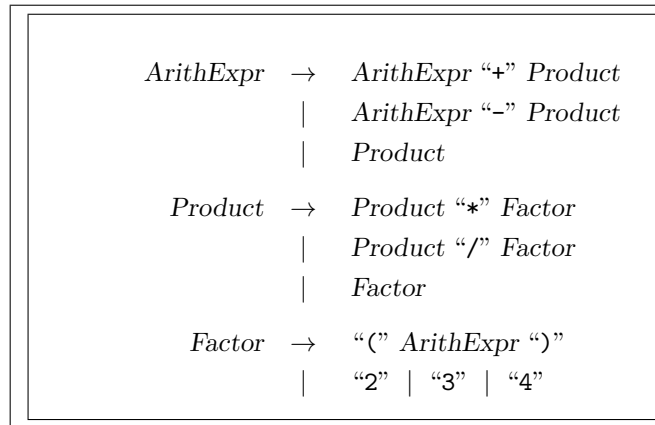 ArithExpr → ArithExpr “+” Product
| ArithExpr “-” Product
| Product
Product → Product “*” Factor
| Product “/” Factor
| Factor
Factor → “(” ArithExpr “)”
| “2” | “3” | “4”